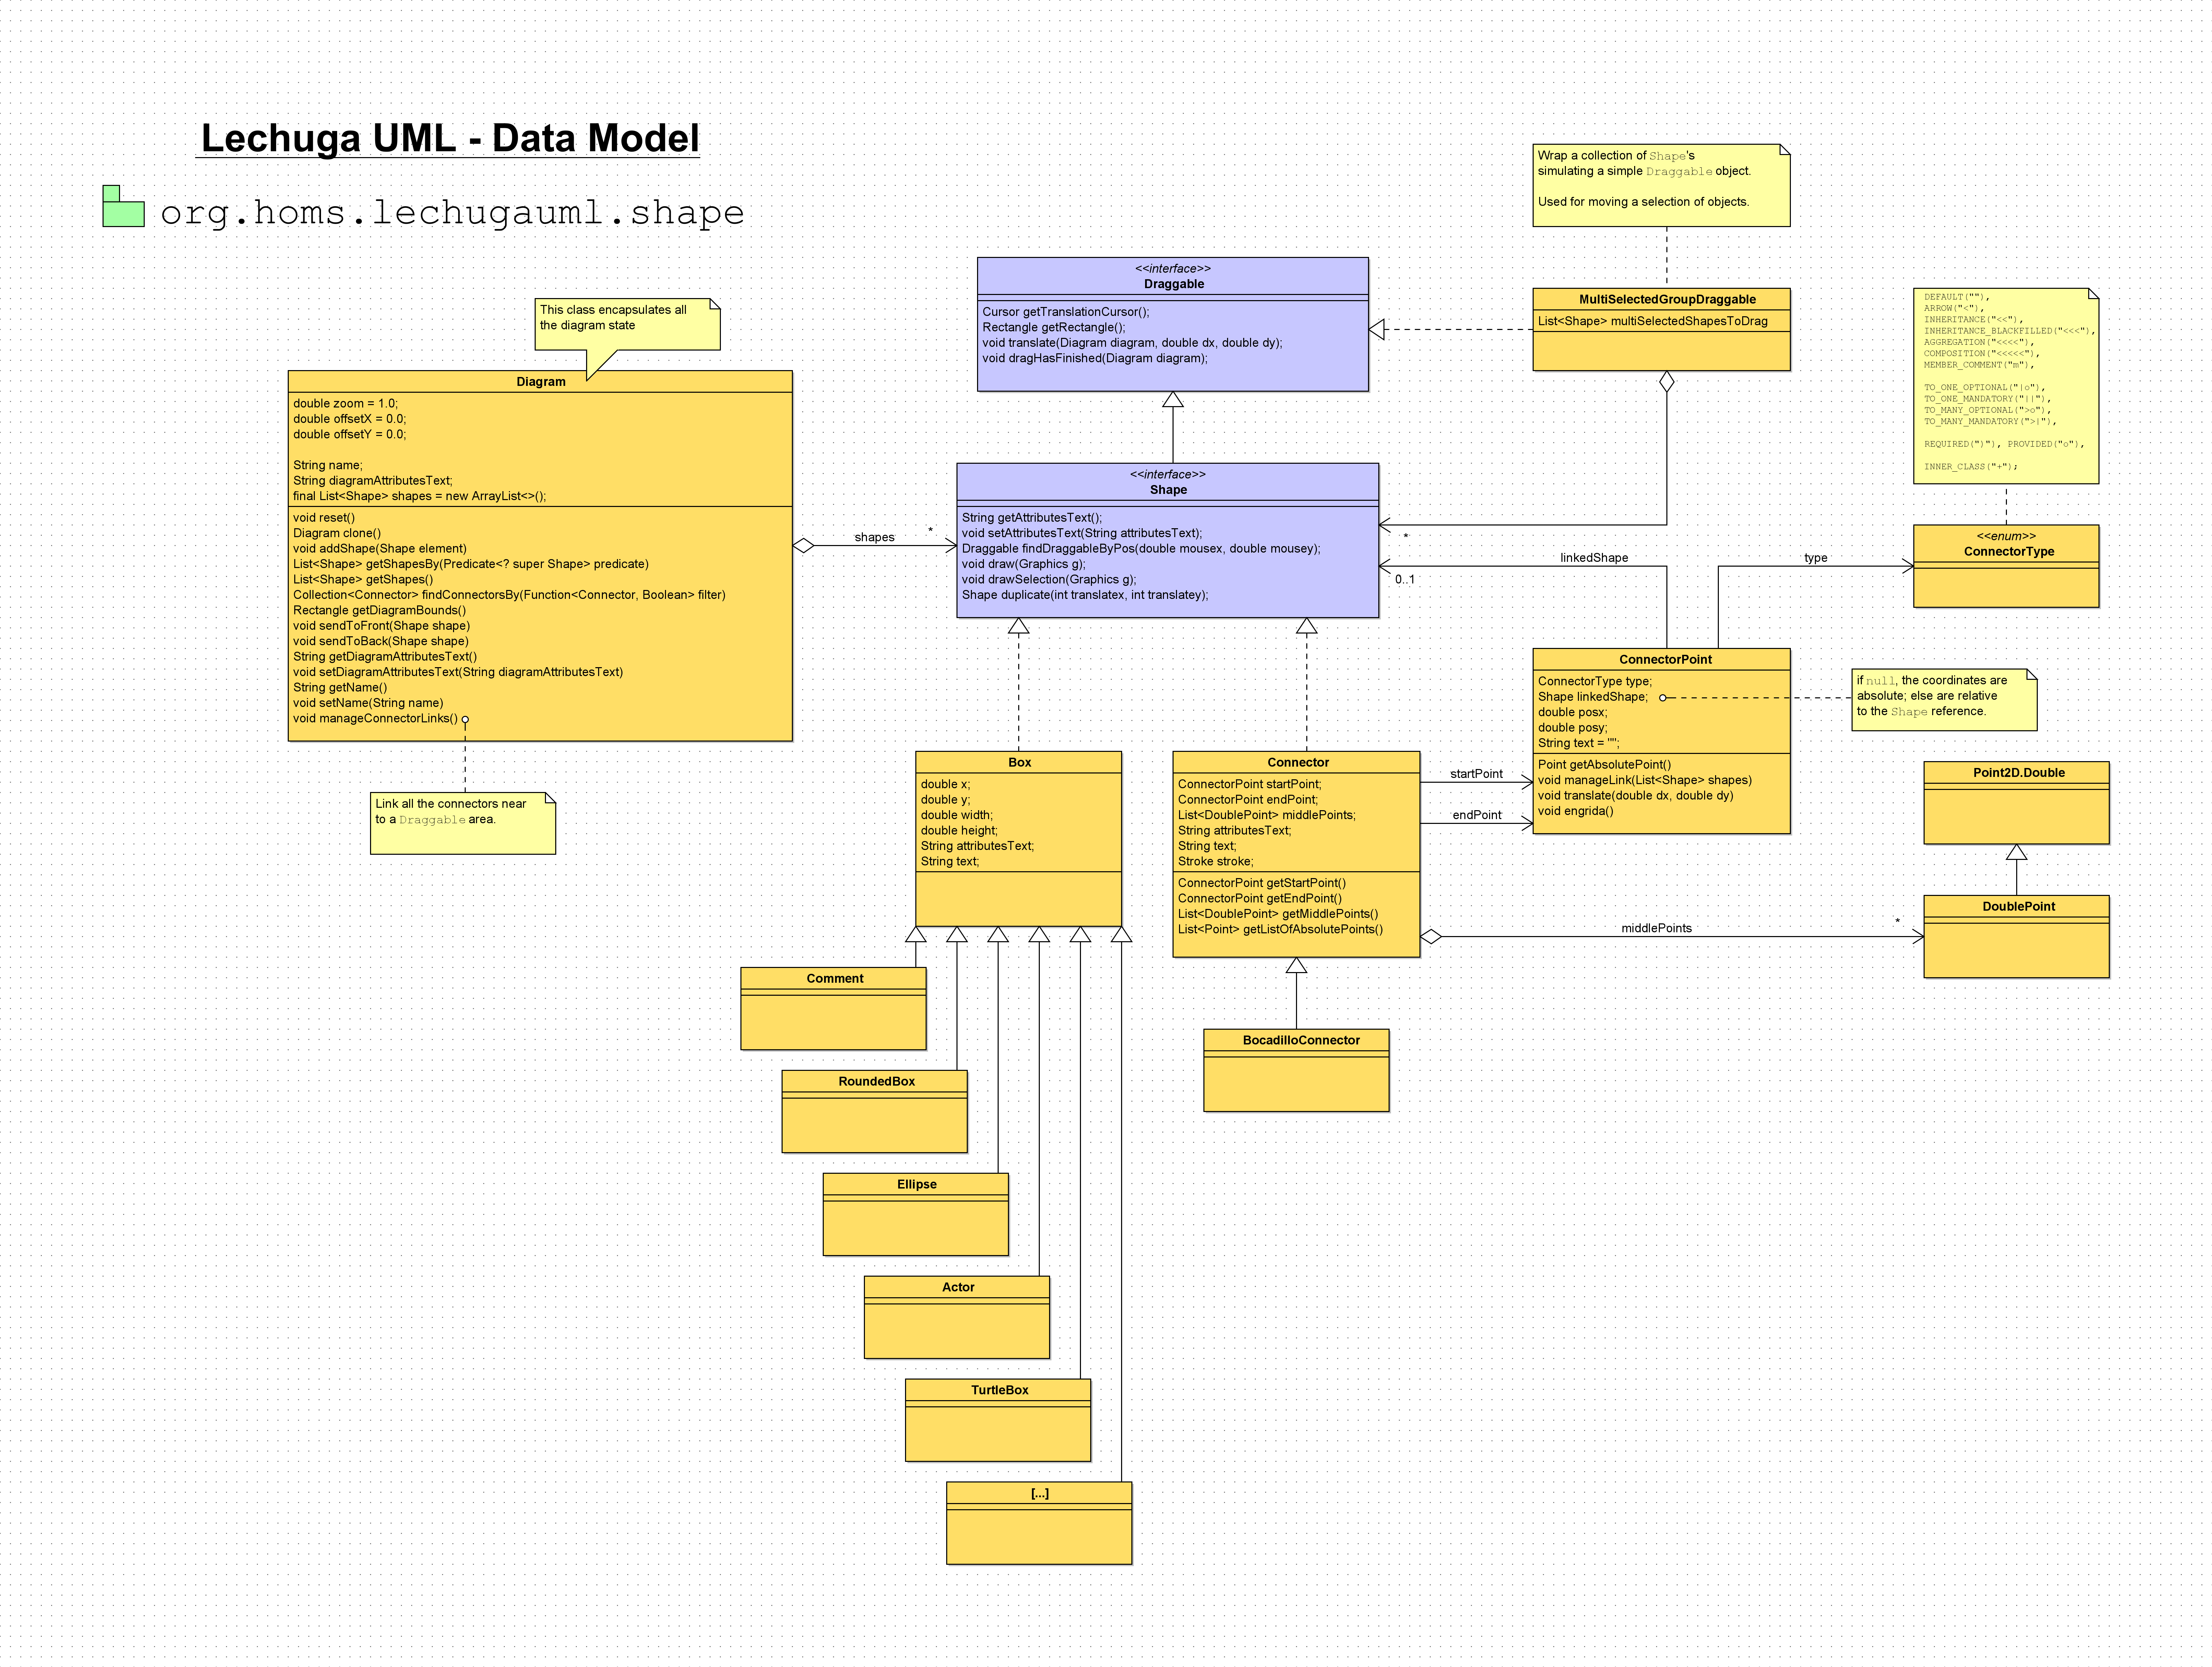 Lechuga UML - Data Model
org.homs.lechugauml.shape
This class encapsulates all
the diagram state
Diagram
double zoom = 1.0;
double offsetX = 0.0;
double offsetY = 0.0;
String name;
String diagramAttributesText;
final List<Shape> shapes = new ArrayList<>();
void reset()
Diagram clone()
void addShape(Shape element)
List<Shape> getShapesBy(Predicate<? super Shape> predicate)
List<Shape> getShapes()
Collection<Connector> findConnectorsBy(Function<Connector, Boolean> filter)
Rectangle getDiagramBounds()
void sendToFront(Shape shape)
void sendToBack(Shape shape)
String getDiagramAttributesText()
void setDiagramAttributesText(String diagramAttributesText)
String getName()
void setName(String name)
void manageConnectorLinks()
Link all the connectors near
to a Draggable area.
shapes
*
<<interface>>
Draggable
Cursor getTranslationCursor();
Rectangle getRectangle();
void translate(Diagram diagram, double dx, double dy);
void dragHasFinished(Diagram diagram);
<<interface>>
Shape
String getAttributesText();
void setAttributesText(String attributesText);
Draggable findDraggableByPos(double mousex, double mousey);
void draw(Graphics g);
void drawSelection(Graphics g);
Shape duplicate(int translatex, int translatey);
Wrap a collection of Shape's
simulating a simple Draggable object.
Used for moving a selection of objects.
MultiSelectedGroupDraggable
List<Shape> multiSelectedShapesToDrag
*
linkedShape
0..1
type
DEFAULT(""),
ARROW("<"),
INHERITANCE("<<"),
INHERITANCE_BLACKFILLED("<<<"),
AGGREGATION("<<<<"),
COMPOSITION("<<<<<"),
MEMBER_COMMENT("m"),
TO_ONE_OPTIONAL("|o"),
TO_ONE_MANDATORY("||"),
TO_MANY_OPTIONAL(">o"),
TO_MANY_MANDATORY(">|"),
REQUIRED(")"), PROVIDED("o"),
INNER_CLASS("+");
<<enum>>
ConnectorType
ConnectorPoint
ConnectorType type;
Shape linkedShape;
double posx;
double posy;
String text = "";
Point getAbsolutePoint()
void manageLink(List<Shape> shapes)
void translate(double dx, double dy)
void engrida()
if null, the coordinates are
absolute; else are relative
to the Shape reference.
Box
double x;
double y;
double width;
double height;
String attributesText;
String text;
Connector
ConnectorPoint startPoint;
ConnectorPoint endPoint;
List<DoublePoint> middlePoints;
String attributesText;
String text;
Stroke stroke;
ConnectorPoint getStartPoint()
ConnectorPoint getEndPoint()
List<DoublePoint> getMiddlePoints()
List<Point> getListOfAbsolutePoints()
startPoint
endPoint
Point2D.Double
DoublePoint
middlePoints
*
BocadilloConnector
Comment
RoundedBox
Ellipse
Actor
TurtleBox
[...]